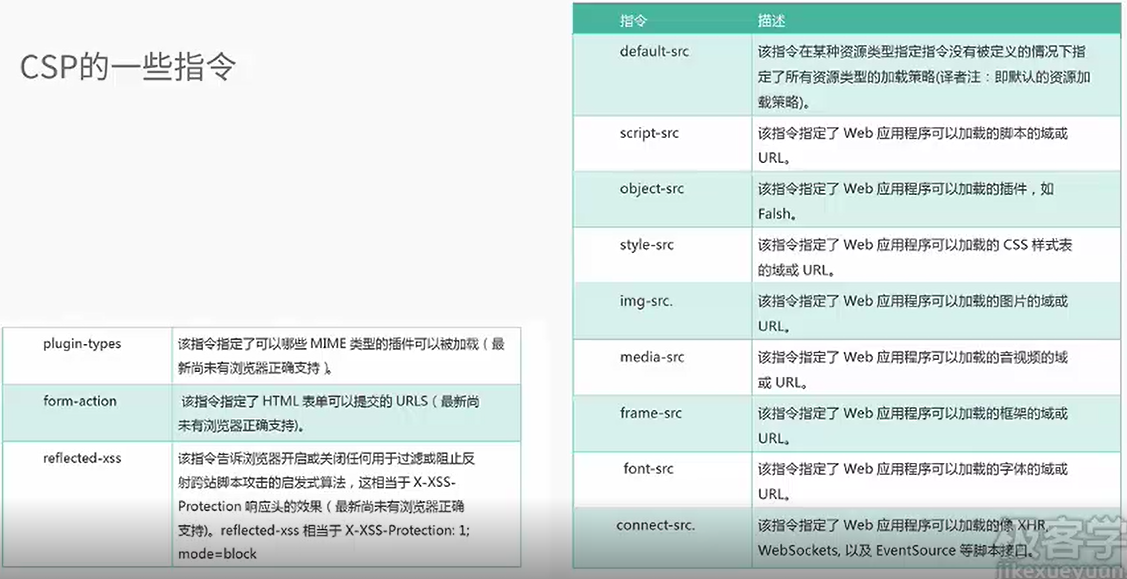 CSP的一些指令
指令 描述
default-src 该指令在某种资源类型指定指令没有被定义的情况下指
定了所有资源类型的加载策略(译者注：即默认的资源加
载策略)。
script-src 该指令指定了 Web 应用程序可以加载的脚本的域或
URL。
object-src 该指令指定了 Web 应用程序可以加载的插件，如
Falsh。
style-src 该指令指定了 Web 应用程序可以加载的 CSS 样式表
的域或 URL。
img-src. 该指令指定了 Web 应用程序可以加载的图片的域或
URL。
media-src 该指令指定了 Web 应用程序可以加载的音视频的域
或 URL。
frame-src 该指令指定了 Web 应用程序可以加载的框架的域或
URL。
font-src 该指令指定了 Web 应用程序可以加载的字体的域或
URL。
connect-src. 该指令指定了 Web 应用程序可以加载的像 XHR,
WebSockets, 以及 EventSource 等脚本接口。
plugin-types 该指令指定了可以哪些 MIME 类型的插件可以被加载（最
新尚未有浏览器正确支持 )。
form-action 该指令指定了 HTML 表单可以提交的 URLS（最新尚
未有浏览器正确支持)。
reflected-xss 该指令告诉浏览器开启或关闭任何用于过滤或阻止反
射跨站脚本攻击的启发式算法，这相当于 X-XSS-
Protection 响应头的效果（最新尚未有浏览器正确
支持)。reflected-xss 相当于 X-XSS-Protection: 1;
mode=block
极客学
jikexueyuan